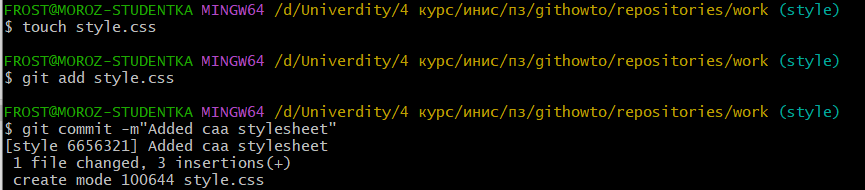 FROST@MOROZ-STUDENTKA MINGW64 /d/Univerdity/4 курс/инис/пз/githowto/repositories/work (style)
$ touch style.css
FROST@MOROZ-STUDENTKA MINGW64 /d/Univerdity/4 курс/инис/пз/githowto/repositories/work (style)
$ git add style.css
FROST@MOROZ-STUDENTKA MINGW64 /d/Univerdity/4 курс/инис/пз/githowto/repositories/work (style)
$ git commit -m"Added caa stylesheet"
[style 6656321] Added caa stylesheet
 1 file changed, 3 insertions(+)
 create mode 100644 style.css